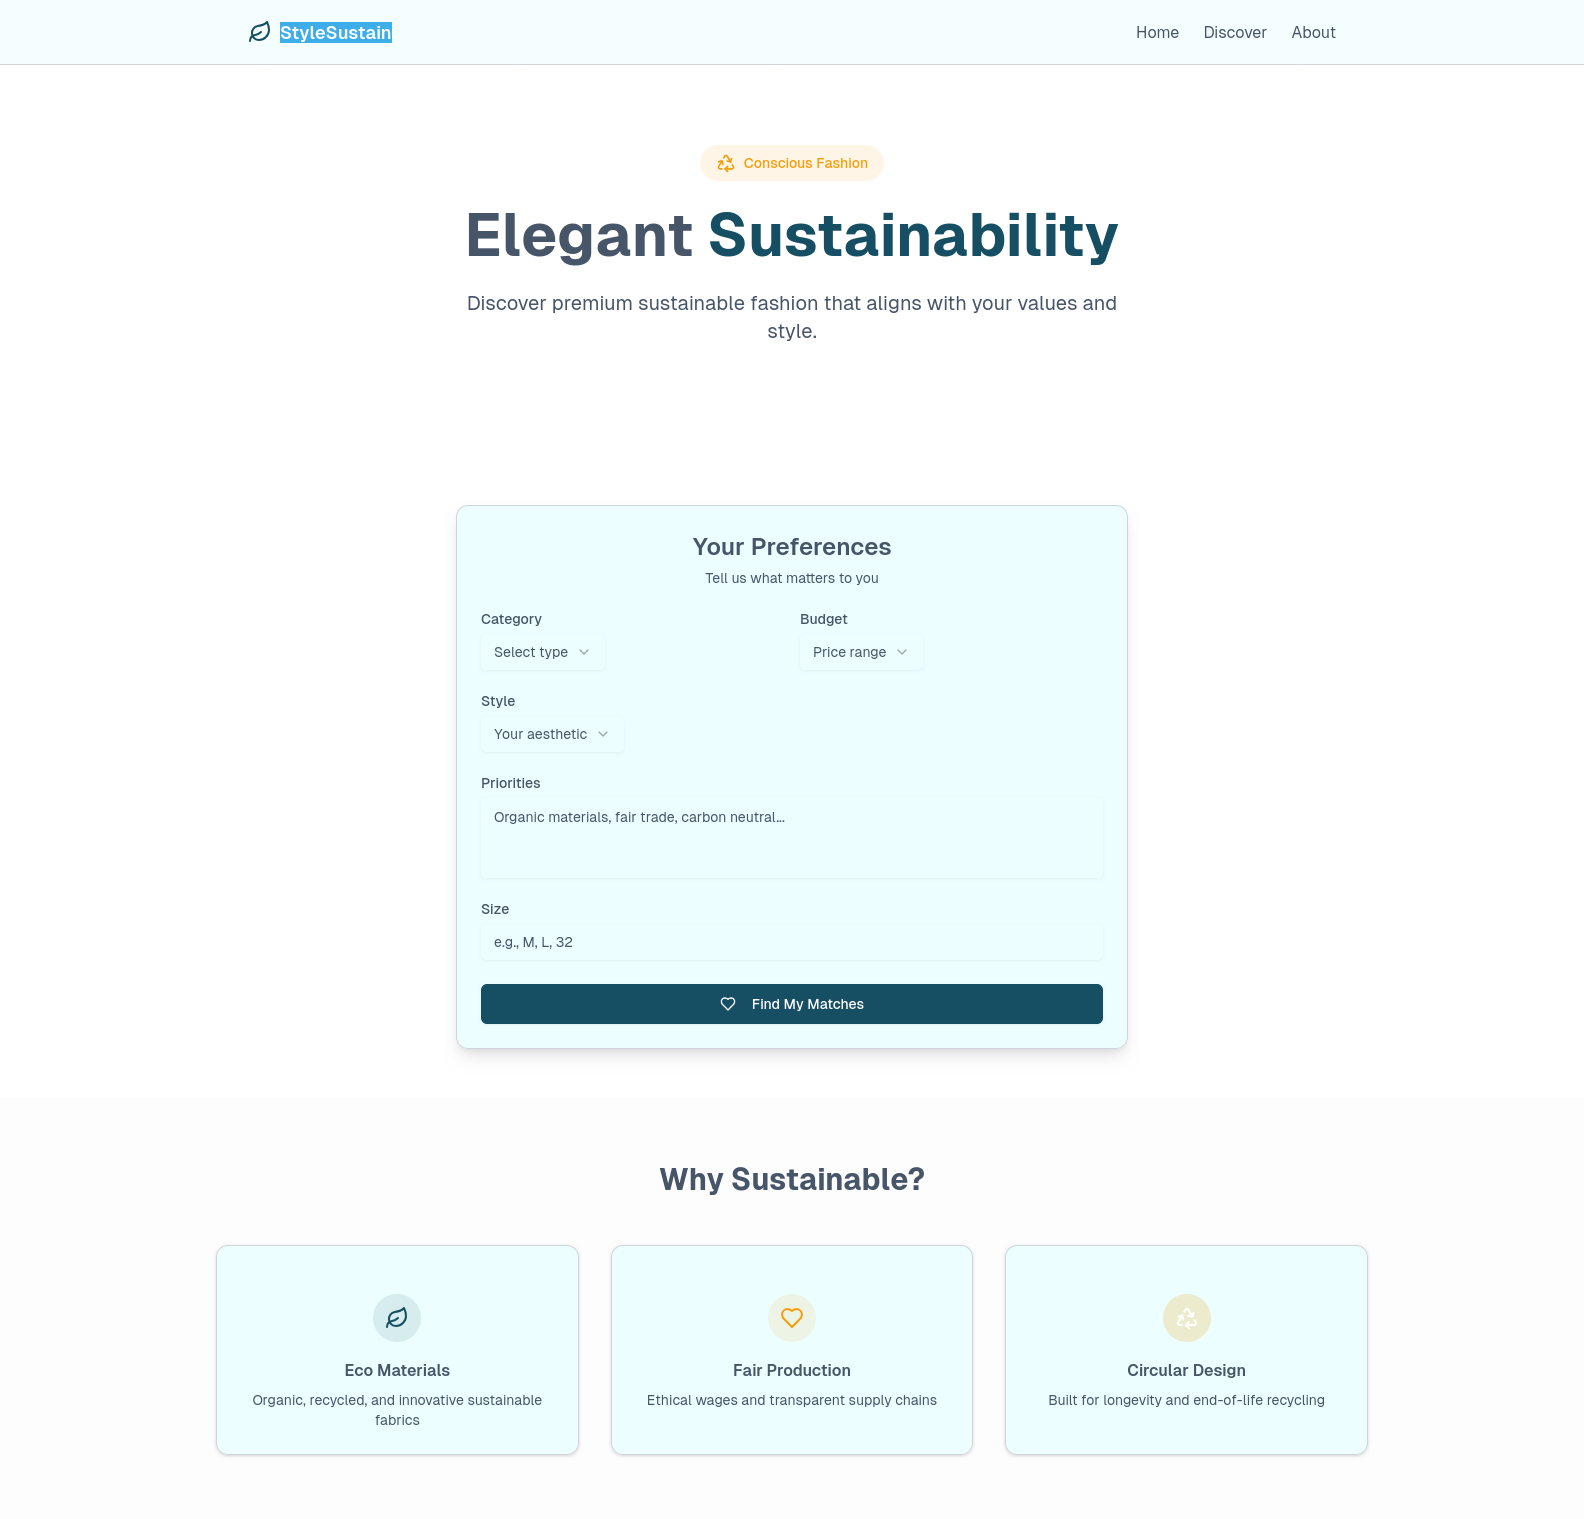 StyleSustain
Home Discover About
Conscious Fashion
Elegant Sustainability
Discover premium sustainable fashion that aligns with your values and
style.
Your Preferences
Tell us what matters to you
Category
Select type
Budget
Price range
Style
Your aesthetic
Priorities
Organic materials, fair trade, carbon neutral...
Size
e.g., M, L, 32
Find My Matches
Why Sustainable?
Eco Materials
Organic, recycled, and innovative sustainable
fabrics
Fair Production
Ethical wages and transparent supply chains
Circular Design
Built for longevity and end-of-life recycling